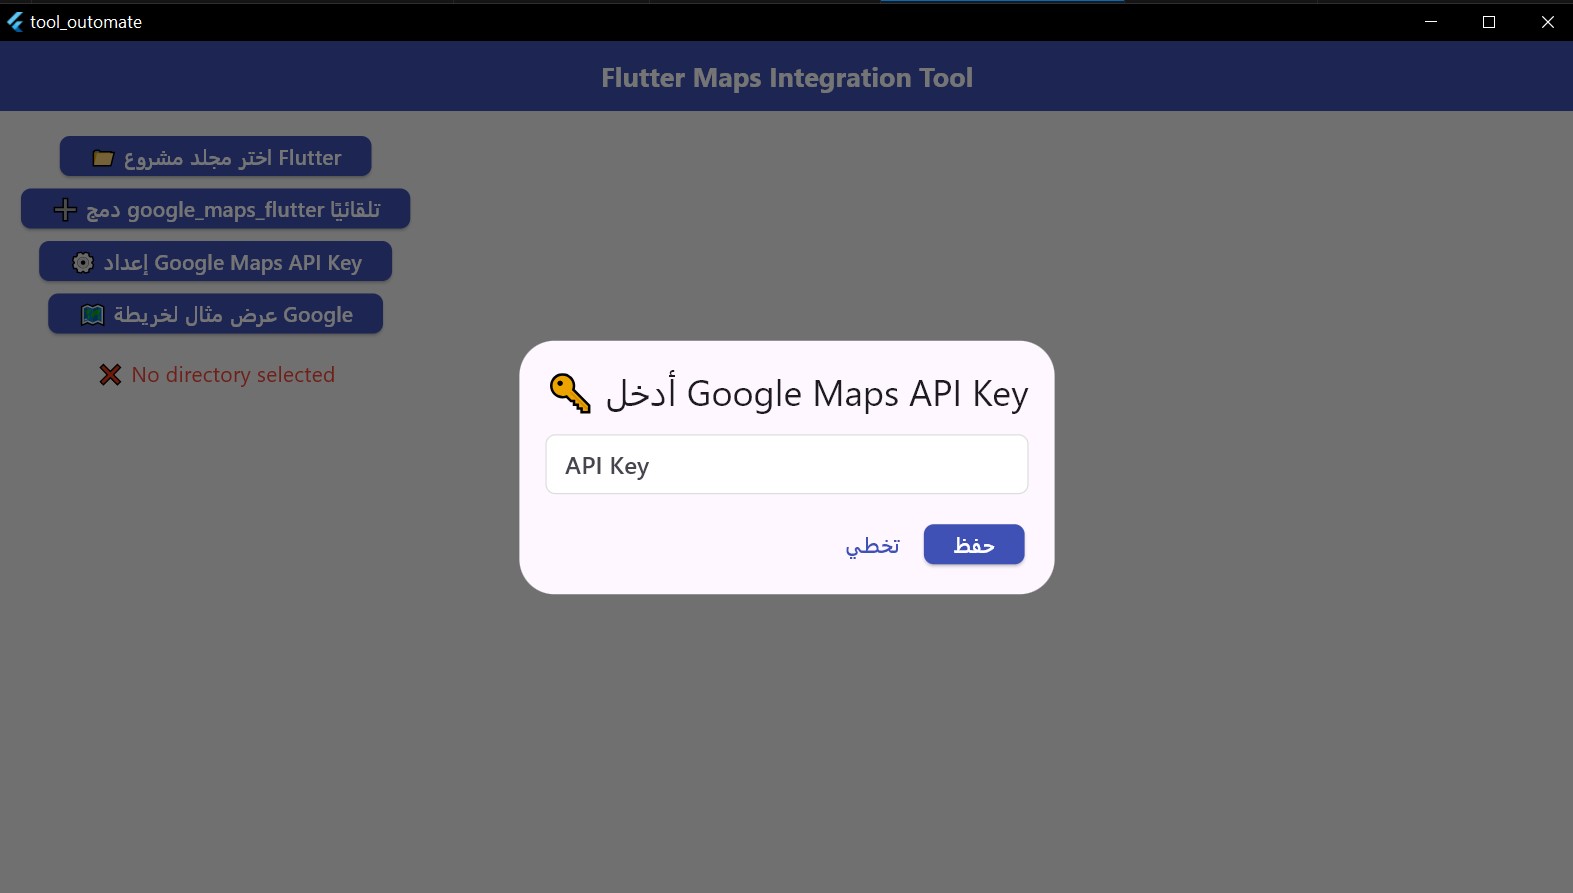 tool_outomate
Flutter Maps Integration Tool
📁 اختر مجلد مشروع Flutter
➕ دمج google_maps_flutter تلقائيًا
⚙️ إعداد Google Maps API Key
🗺️ عرض مثال لخريطة Google
❌ No directory selected
🔑 أدخل Google Maps API Key
API Key
تخطي
حفظ